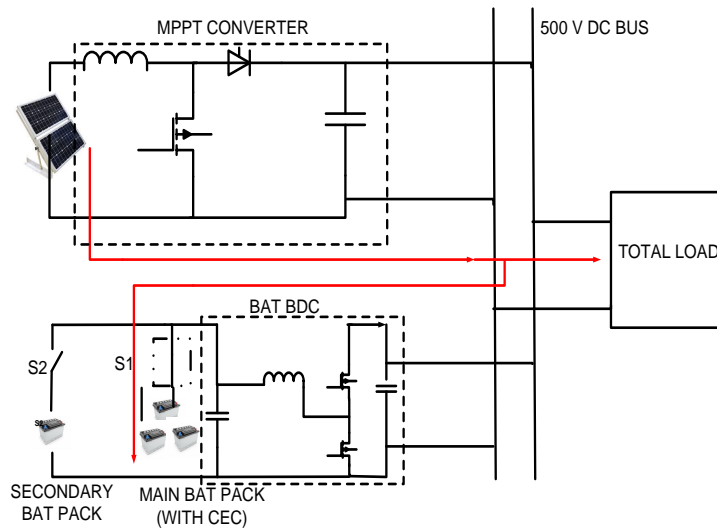 MPPT CONVERTER
500 V DC BUS
TOTAL LOAD
BAT BDC
S2
S1
SECONDARY
BAT PACK
MAIN BAT PACK
(WITH CEC)